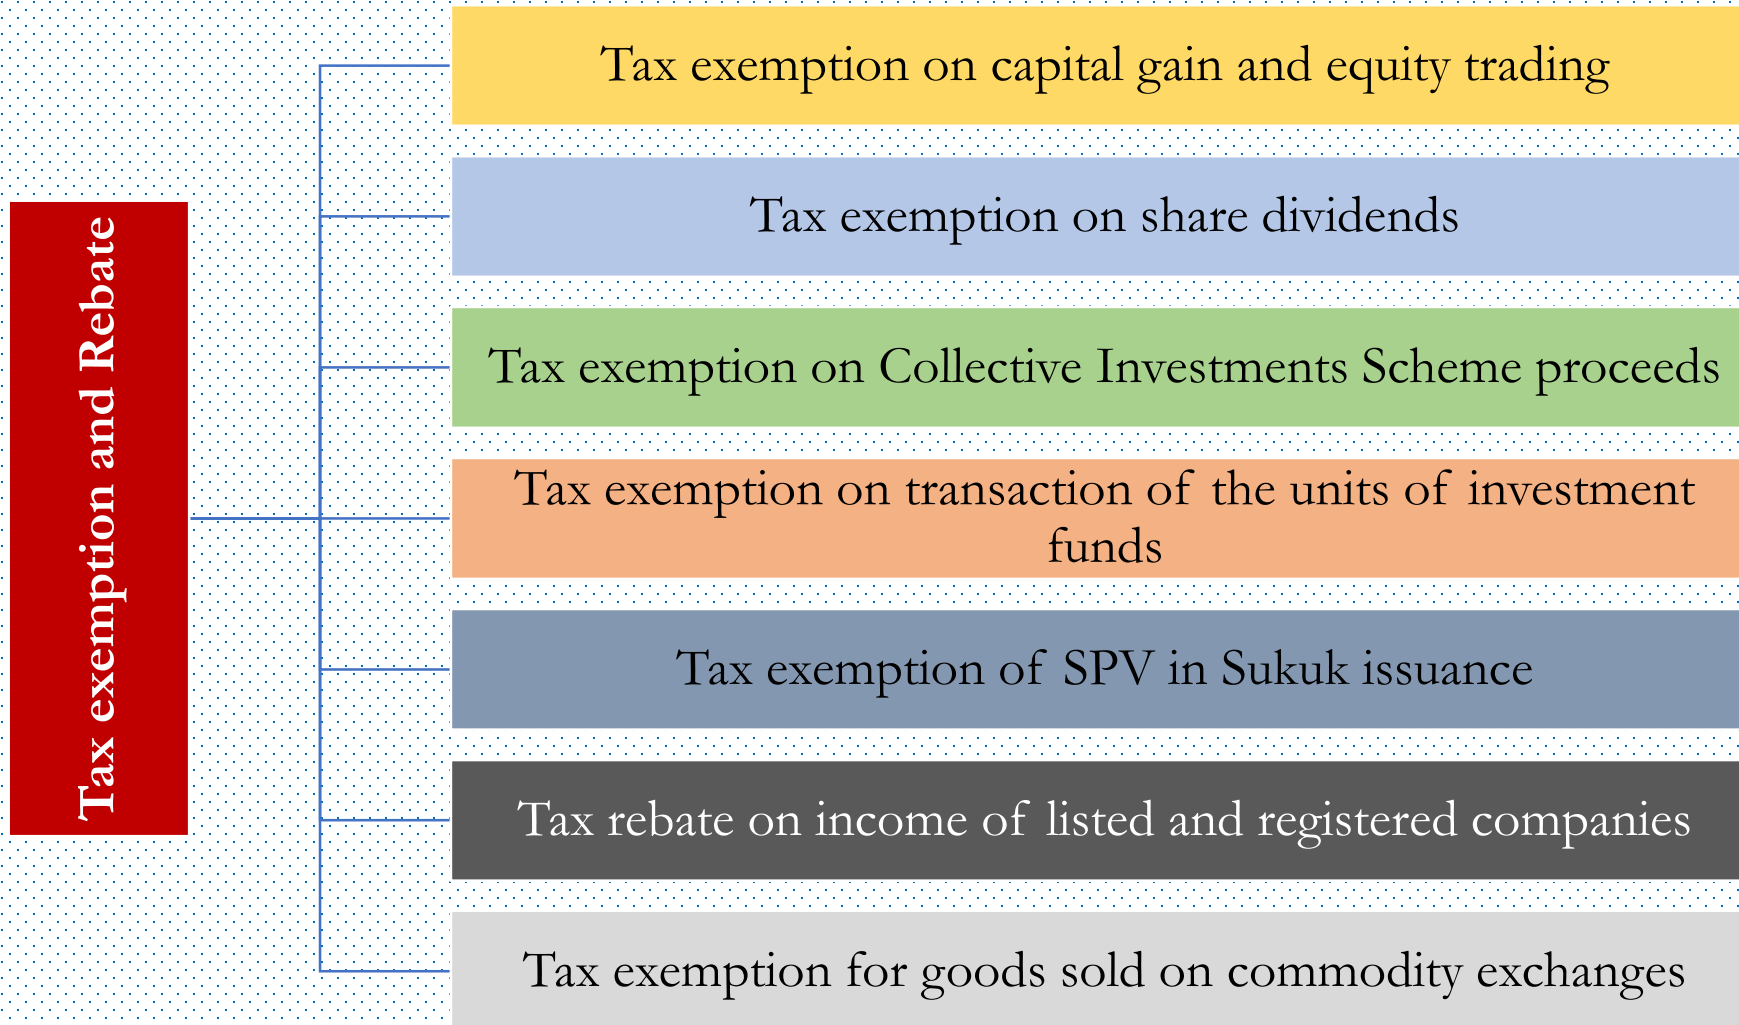 Tax exemption and Rebate
Tax exemption on capital gain and equity trading
Tax exemption on share dividends
Tax exemption on Collective Investments Scheme proceeds
Tax exemption on transaction of the units of investment
funds
Tax exemption of SPV in Sukuk issuance
Tax rebate on income of listed and registered companies
Tax exemption for goods sold on commodity exchanges